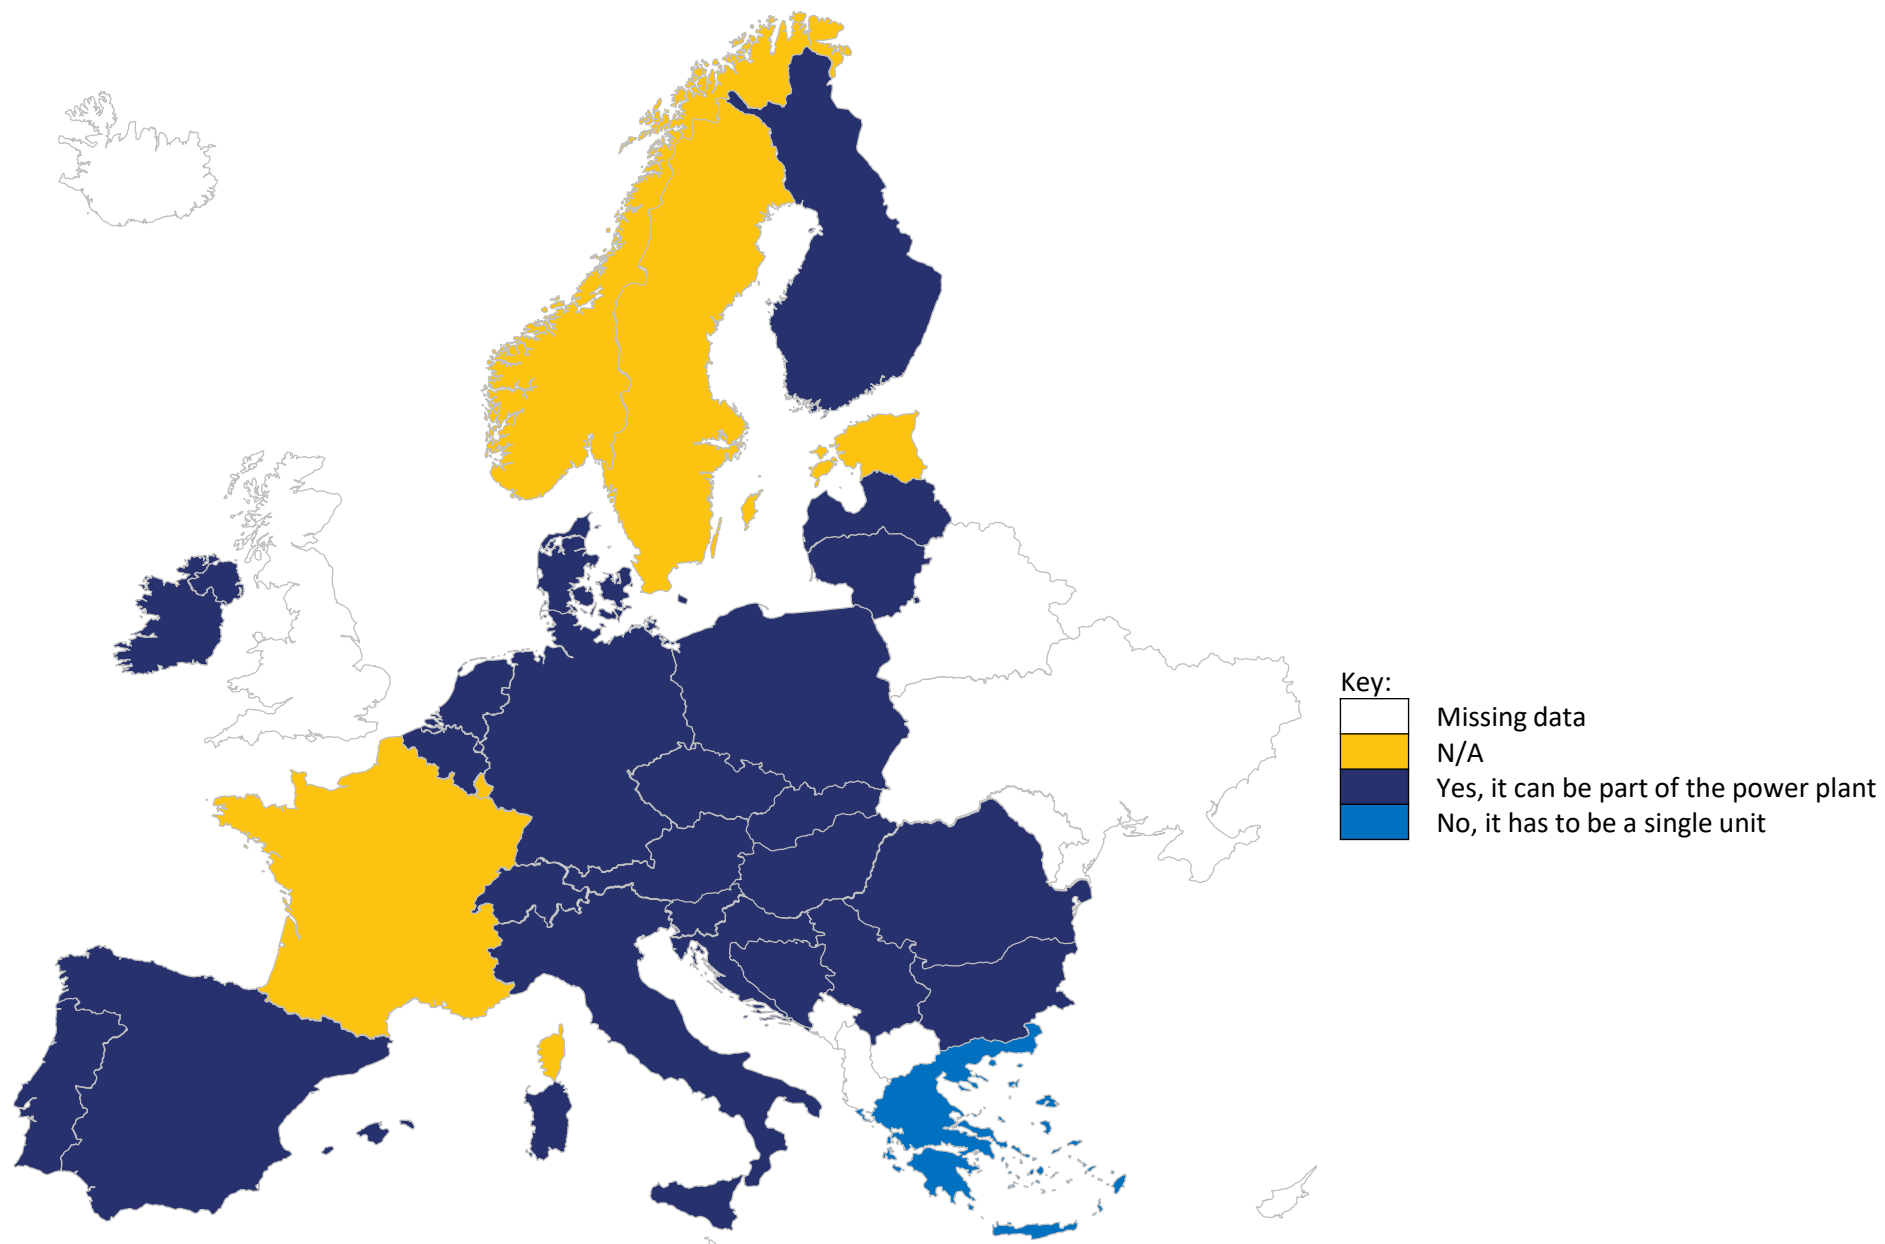 Key:
Missing data
N/A
Yes, it can be part of the power plant
No, it has to be a single unit